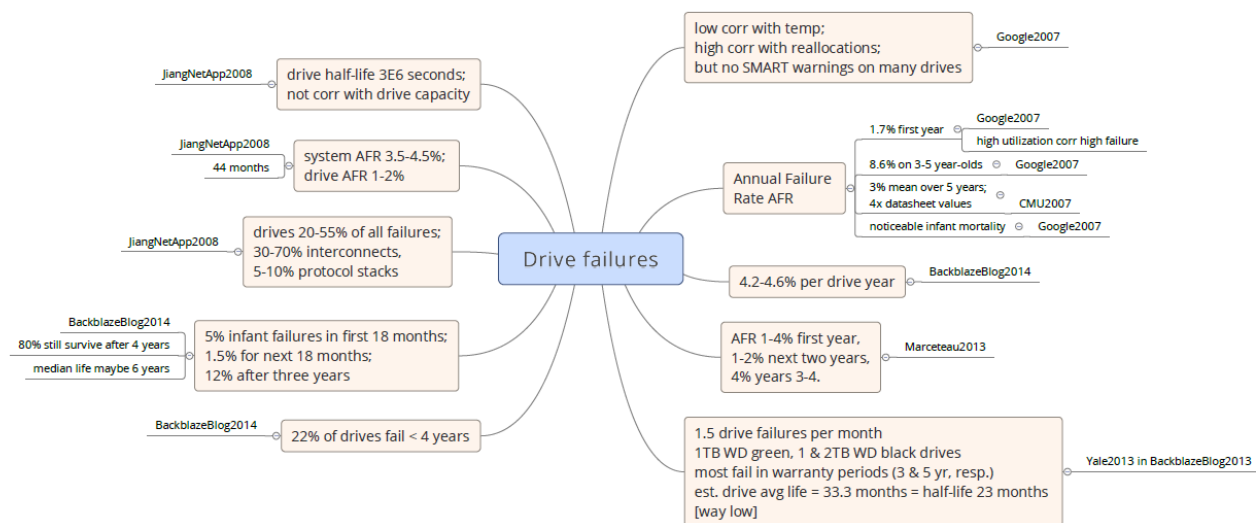 Drive failures
low corr with temp;
high corr with reallocations;
but no SMART warnings on many drives
Google2007
Annual Failure
Rate AFR
1.7% first year
Google2007
high utilization corr high failure
8.6% on 3-5 year-olds
Google2007
3% mean over 5 years;
4x datasheet values
CMU2007
noticeable infant mortality
Google2007
4.2-4.6% per drive year
BackblazeBlog2014
AFR 1-4% first year,
1-2% next two years,
4% years 3-4.
Marceteau2013
1.5 drive failures per month
1TB WD green, 1 & 2TB WD black drives
most fail in warranty periods (3 & 5 yr, resp.)
est. drive avg life = 33.3 months = half-life 23 months
[way low]
Yale2013 in BackblazeBlog2013
JiangNetApp2008
drive half-life 3E6 seconds;
not corr with drive capacity
JiangNetApp2008
44 months
system AFR 3.5-4.5%;
drive AFR 1-2%
JiangNetApp2008
drives 20-55% of all failures;
30-70% interconnects,
5-10% protocol stacks
BackblazeBlog2014
80% still survive after 4 years
median life maybe 6 years
5% infant failures in first 18 months;
1.5% for next 18 months;
12% after three years
BackblazeBlog2014
22% of drives fail < 4 years